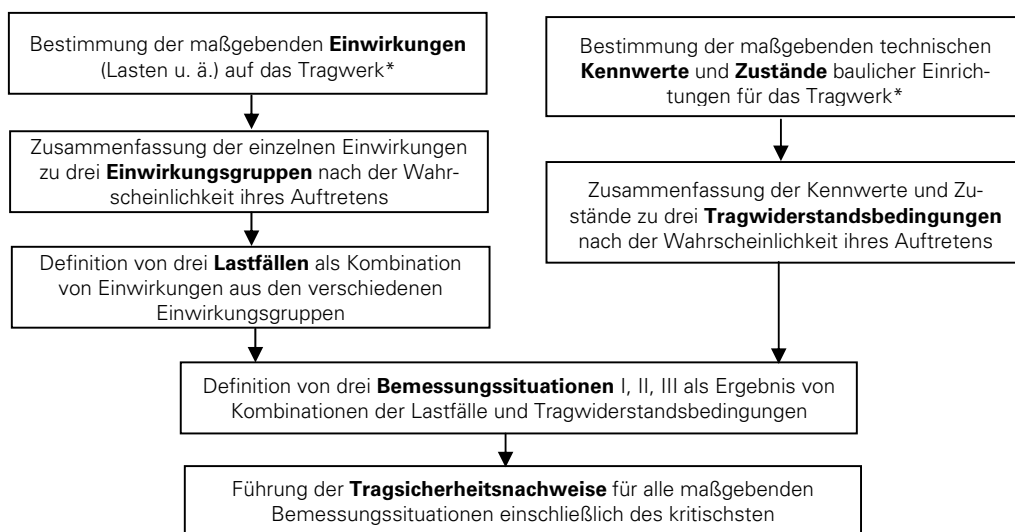 Bestimmung der maßgebenden Einwirkungen
(Lasten u. ä.) auf das Tragwerk*
Zusammenfassung der einzelnen Einwirkungen
zu drei Einwirkungsgruppen nach der Wahr-
scheinlichkeit ihres Auftretens
Definition von drei Lastfällen als Kombination
von Einwirkungen aus den verschiedenen
Einwirkungsgruppen
Bestimmung der maßgebenden technischen
Kennwerte und Zustände baulicher Einrich-
tungen für das Tragwerk*
Zusammenfassung der Kennwerte und Zu-
stände zu drei Tragwiderstandsbedingungen
nach der Wahrscheinlichkeit ihres Auftretens
Definition von drei Bemessungssituationen I, II, III als Ergebnis von
Kombinationen der Lastfälle und Tragwiderstandsbedingungen
Führung der Tragsicherheitsnachweise für alle maßgebenden
Bemessungssituationen einschließlich des kritischsten